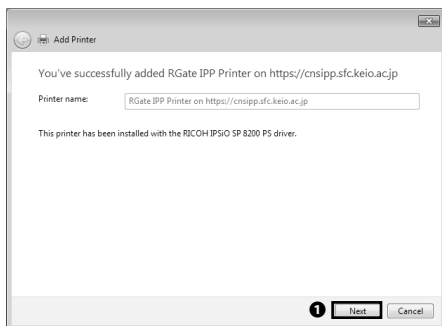 Add Printer
You've successfully added RGate IPP Printer on https://cnsipp.sfc.keio.ac.jp
Printer name:
RGate IPP Printer on https://cnsipp.sfc.keio.ac.jp
This printer has been installed with the RICOH IPSiO SP 8200 PS driver.
❶ Next Cancel